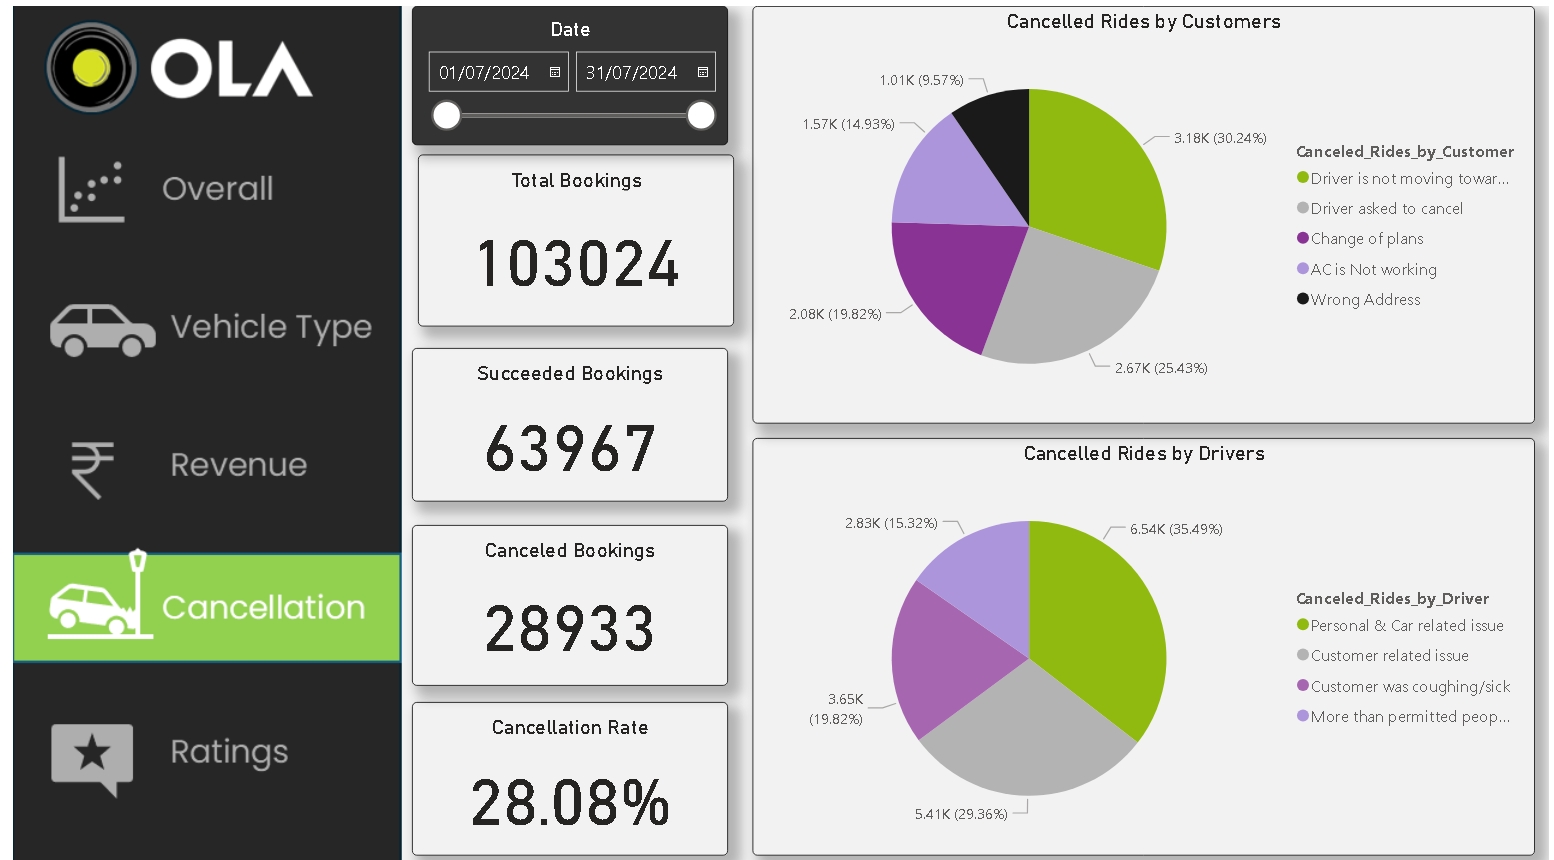 OLA
Overall
Vehicle Type
Revenue
Cancellation
Ratings
Date
01/07/2024
31/07/2024
Total Bookings
103024
Succeeded Bookings
63967
Canceled Bookings
28933
Cancellation Rate
28.08%
Cancelled Rides by Customers
1.01K (9.57%)
1.57K (14.93%)
3.18K (30.24%)
2.08K (19.82%)
2.67K (25.43%)
Canceled_Rides_by_Customer
Driver is not moving towar...
Driver asked to cancel
Change of plans
AC is Not working
Wrong Address
Cancelled Rides by Drivers
2.83K (15.32%)
6.54K (35.49%)
3.65K
(19.82%)
5.41K (29.36%)
Canceled_Rides_by_Driver
Personal & Car related issue
Customer related issue
Customer was coughing/sick
More than permitted peop...